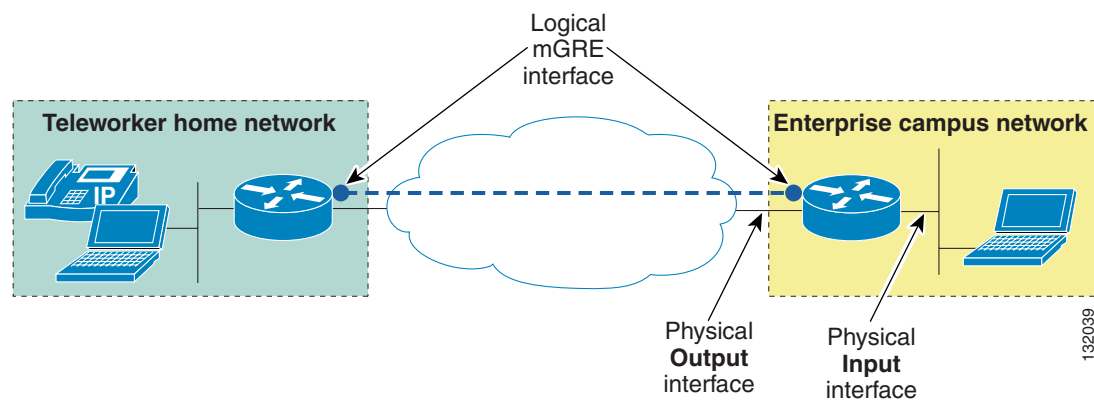 Logical
mGRE
interface
Teleworker home network
Enterprise campus network
IP
Physical
Output
interface
Physical
Input
interface
132039